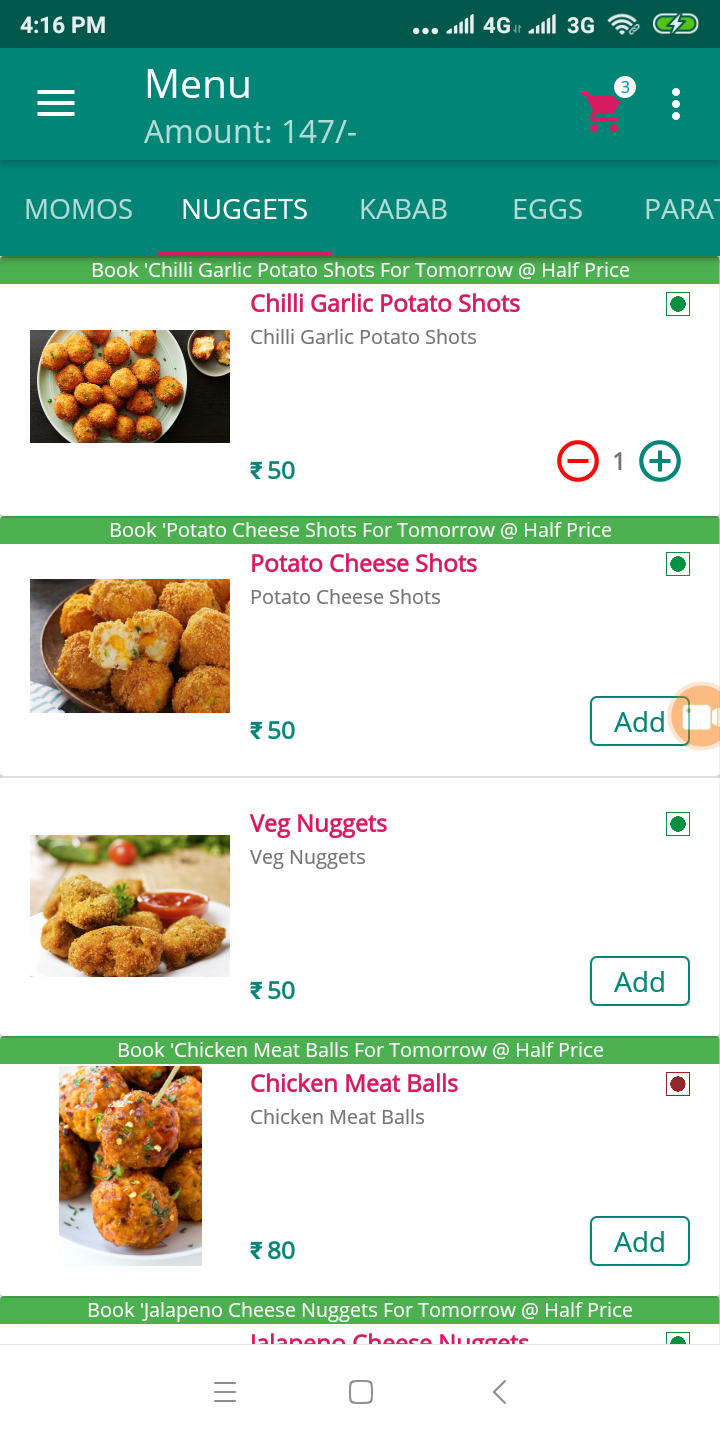 4:16 PM
4G
3G
Menu
3
Amount: 147/-
MOMOS
NUGGETS
KABAB
EGGS
PARAT
Book 'Chilli Garlic Potato Shots For Tomorrow @ Half Price
Chilli Garlic Potato Shots
Chilli Garlic Potato Shots
₹ 50
1
Book 'Potato Cheese Shots For Tomorrow @ Half Price
Potato Cheese Shots
Potato Cheese Shots
₹ 50
Add
Veg Nuggets
Veg Nuggets
₹ 50
Add
Book 'Chicken Meat Balls For Tomorrow @ Half Price
Chicken Meat Balls
Chicken Meat Balls
₹ 80
Add
Book 'Jalapeno Cheese Nuggets For Tomorrow @ Half Price
Jalapeno Cheese Nuggets